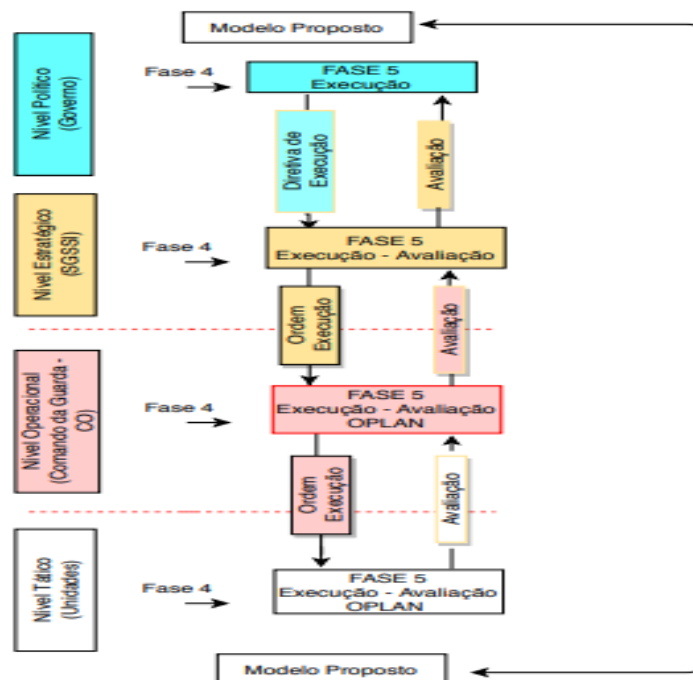 Modelo Proposto
Nível Político
(Governo)
Fase 4
FASE 5
Execução
Diretiva de
Execução
Avaliação
Nível Estratégico
(SGSSI)
Fase 4
FASE 5
Execução - Avaliação
Ordem
Execução
Avaliação
Nível Operacional
(Comando da Guarda -
CO)
Fase 4
FASE 5
Execução - Avaliação
OPLAN
Ordem
Execução
Avaliação
Nível Tático
(Unidades)
Fase 4
FASE 5
Execução - Avaliação
OPLAN
Modelo Proposto